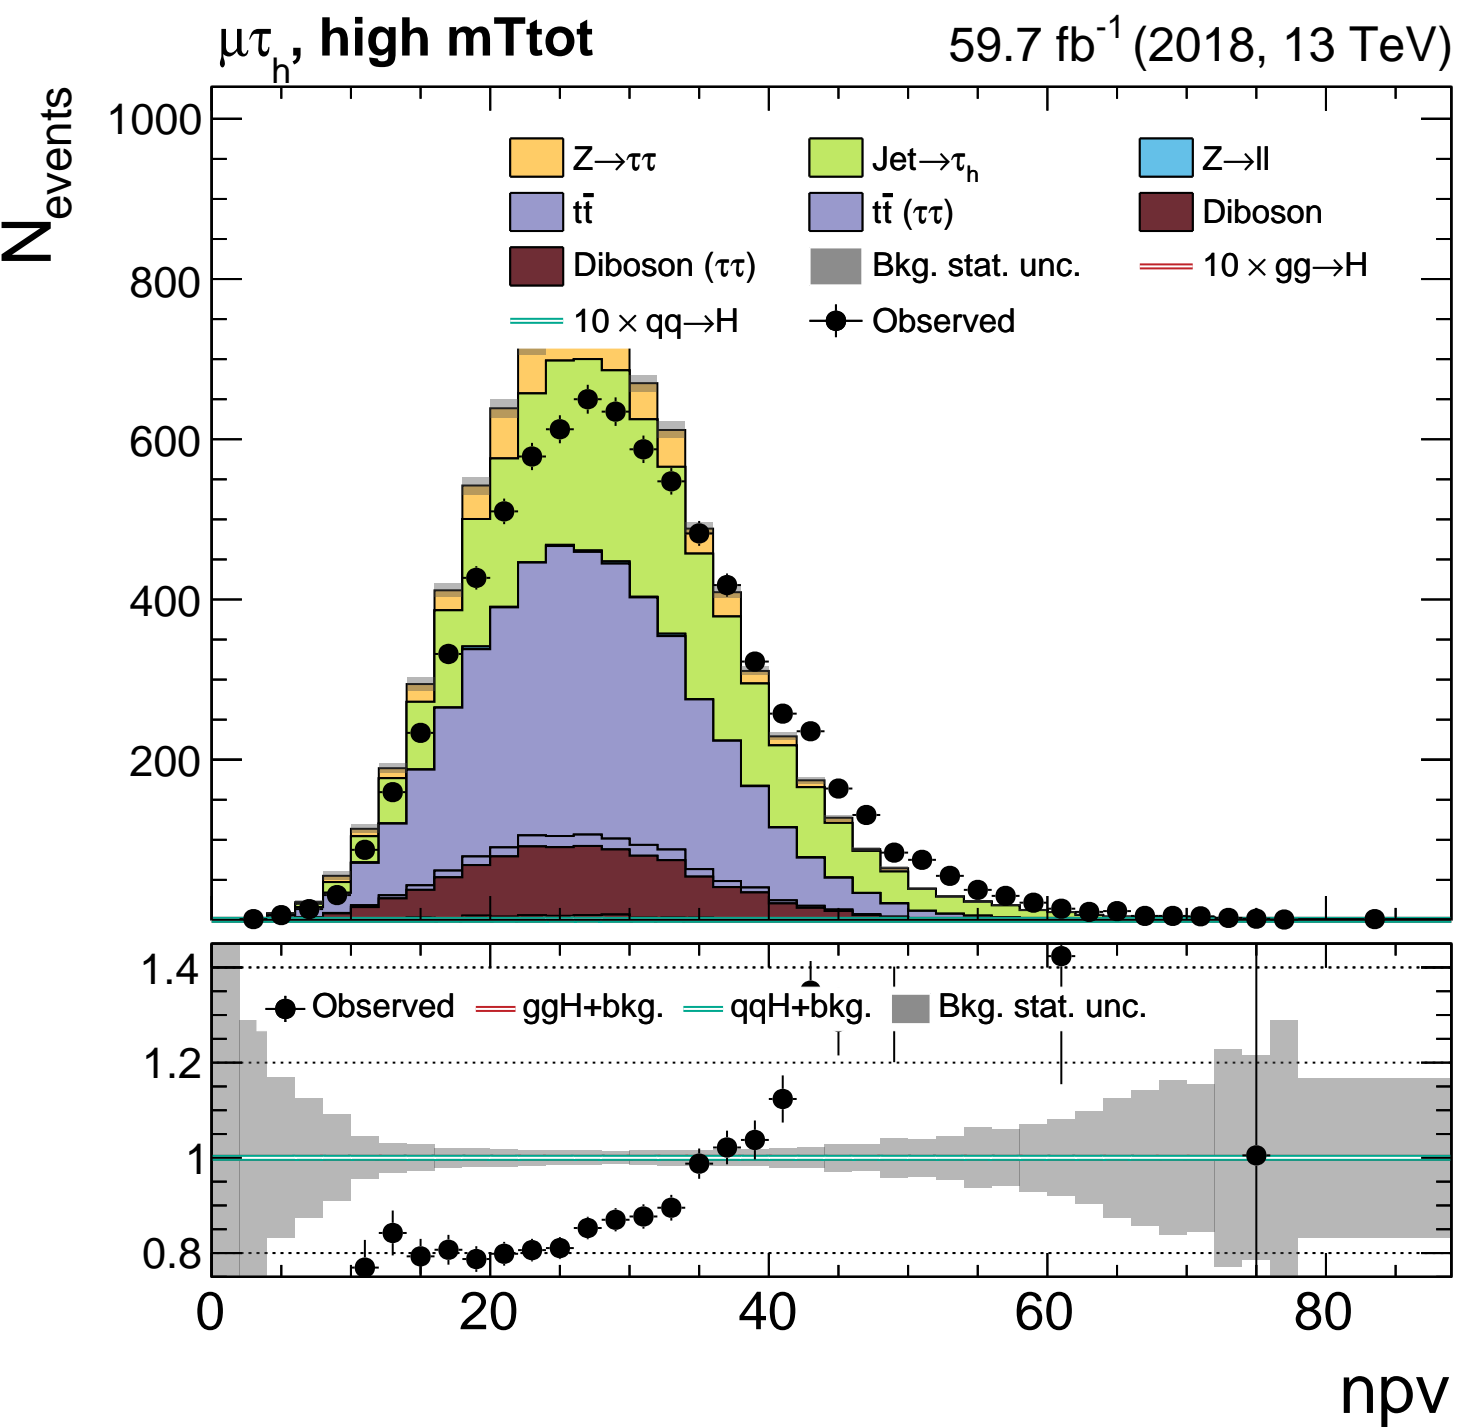 μτh, high mTtot
59.7 fb-1 (2018, 13 TeV)
Nevents
1000
800
600
400
200
Z→ττ
Jet→τh
Z→ll
tt̄
tt̄ (ττ)
Diboson
Diboson (ττ)
Bkg. stat. unc.
10 × gg→H
10 × qq→H
Observed
1.4
1.2
1
0.8
Observed
ggH+bkg.
qqH+bkg.
Bkg. stat. unc.
0
20
40
60
80
npv